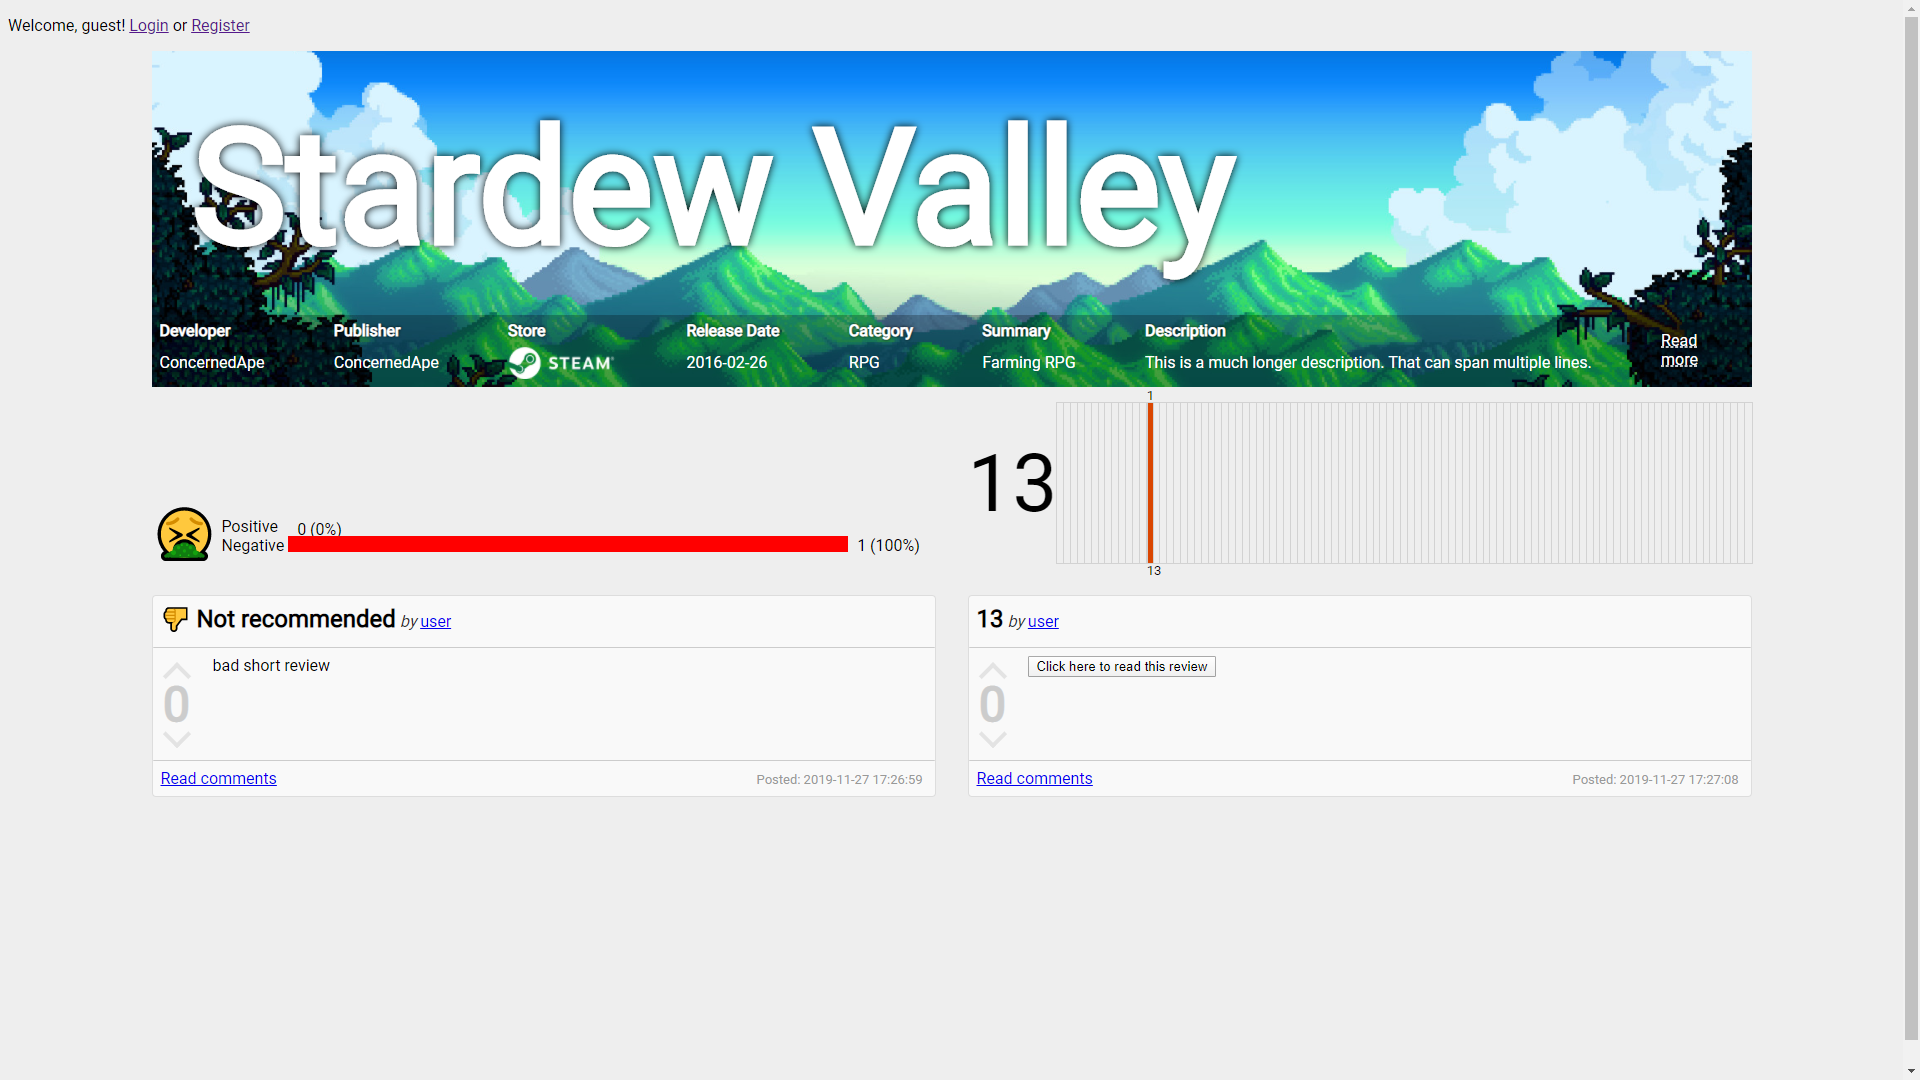 Welcome, guest! Login or Register
Stardew Valley
Developer Publisher Store Release Date Category Summary Description
ConcernedApe ConcernedApe STEAM 2016-02-26 RPG Farming RPG This is a much longer description. That can span multiple lines.
Read
more
1
13
Positive 0 (0%)
Negative 1 (100%)
13
Not recommended by user
bad short review
0
Read comments Posted: 2019-11-27 17:26:59
13 by user
Click here to read this review
0
Read comments Posted: 2019-11-27 17:27:08